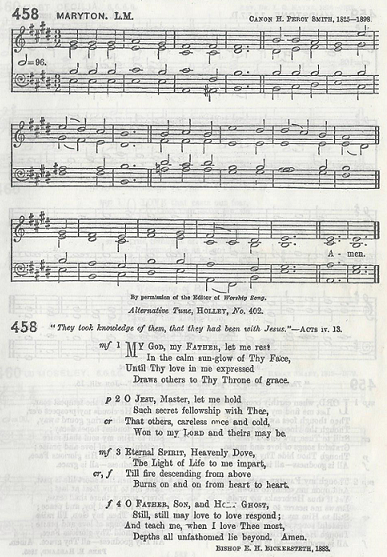 458 MARYTON. L.M. CANON H. PERCY SMITH, 1825—1898.
♩=96.
A - men.
By permission of the Editor of Worship Song.
Alternative Tune, HOLLEY, No. 402.
458 "They took knowledge of them, that they had been with Jesus."—ACTS iv. 13.
mf 1 MY GOD, my FATHER, let me rest
In the calm sun-glow of Thy Face,
Until Thy love in me expressed
Draws others to Thy Throne of grace.
p 2 O JESU, Master, let me hold
Such secret fellowship with Thee,
cr That others, careless once and cold,
Won to my LORD and theirs may be.
mf 3 Eternal SPIRIT, Heavenly Dove,
The Light of Life to me impart,
cr, f Till fire descending from above
Burns on and on from heart to heart.
f 4 O FATHER, SON, and GHOST,
Still, still may love to love respond;
And teach me, when I love Thee most,
Depths all unfathomed lie beyond. Amen.
BISHOP E. H. BICKERSTETH, 1883.